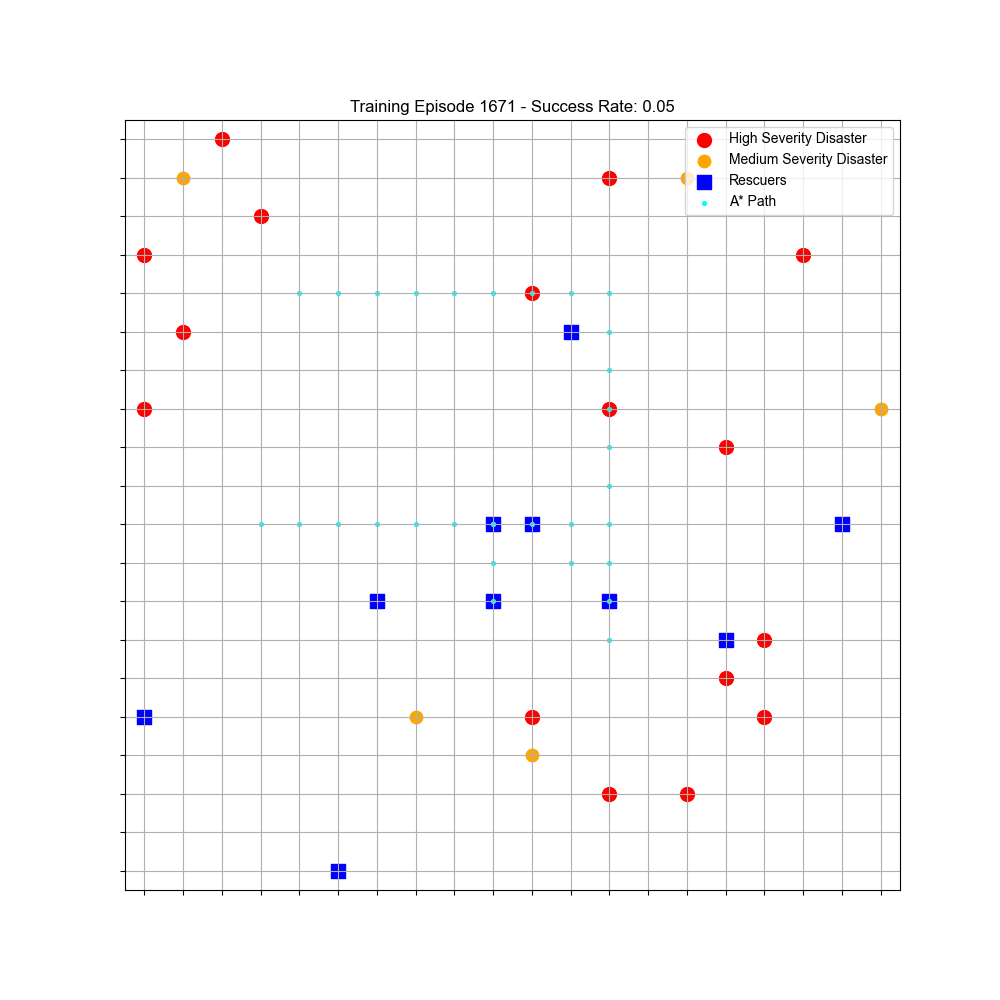 Training Episode 1671 - Success Rate: 0.05
High Severity Disaster
Medium Severity Disaster
Rescuers
A* Path